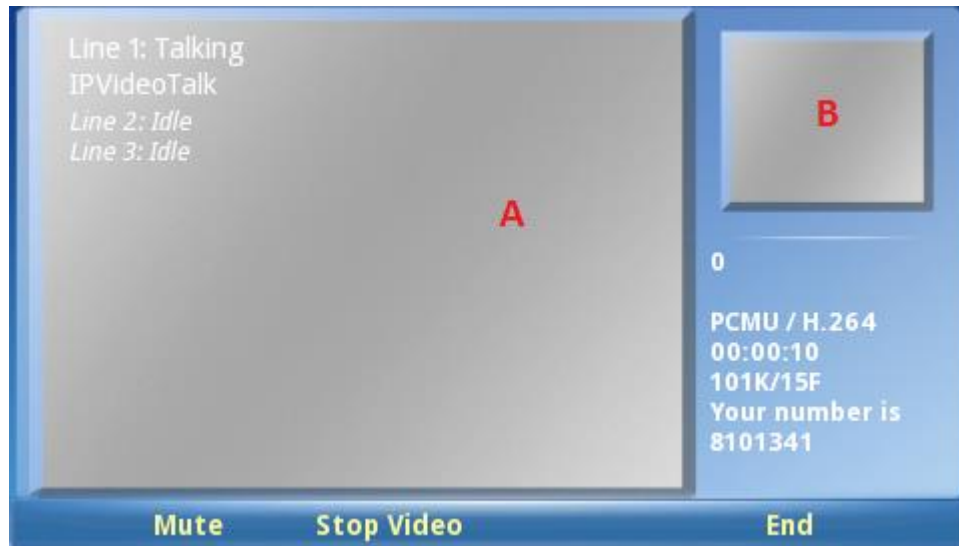 Line 1: Talking
IPVideoTalk
Line 2: Idle
Line 3: Idle
A
B
0
PCMU / H.264
00:00:10
101K/15F
Your number is
8101341
Mute Stop Video End